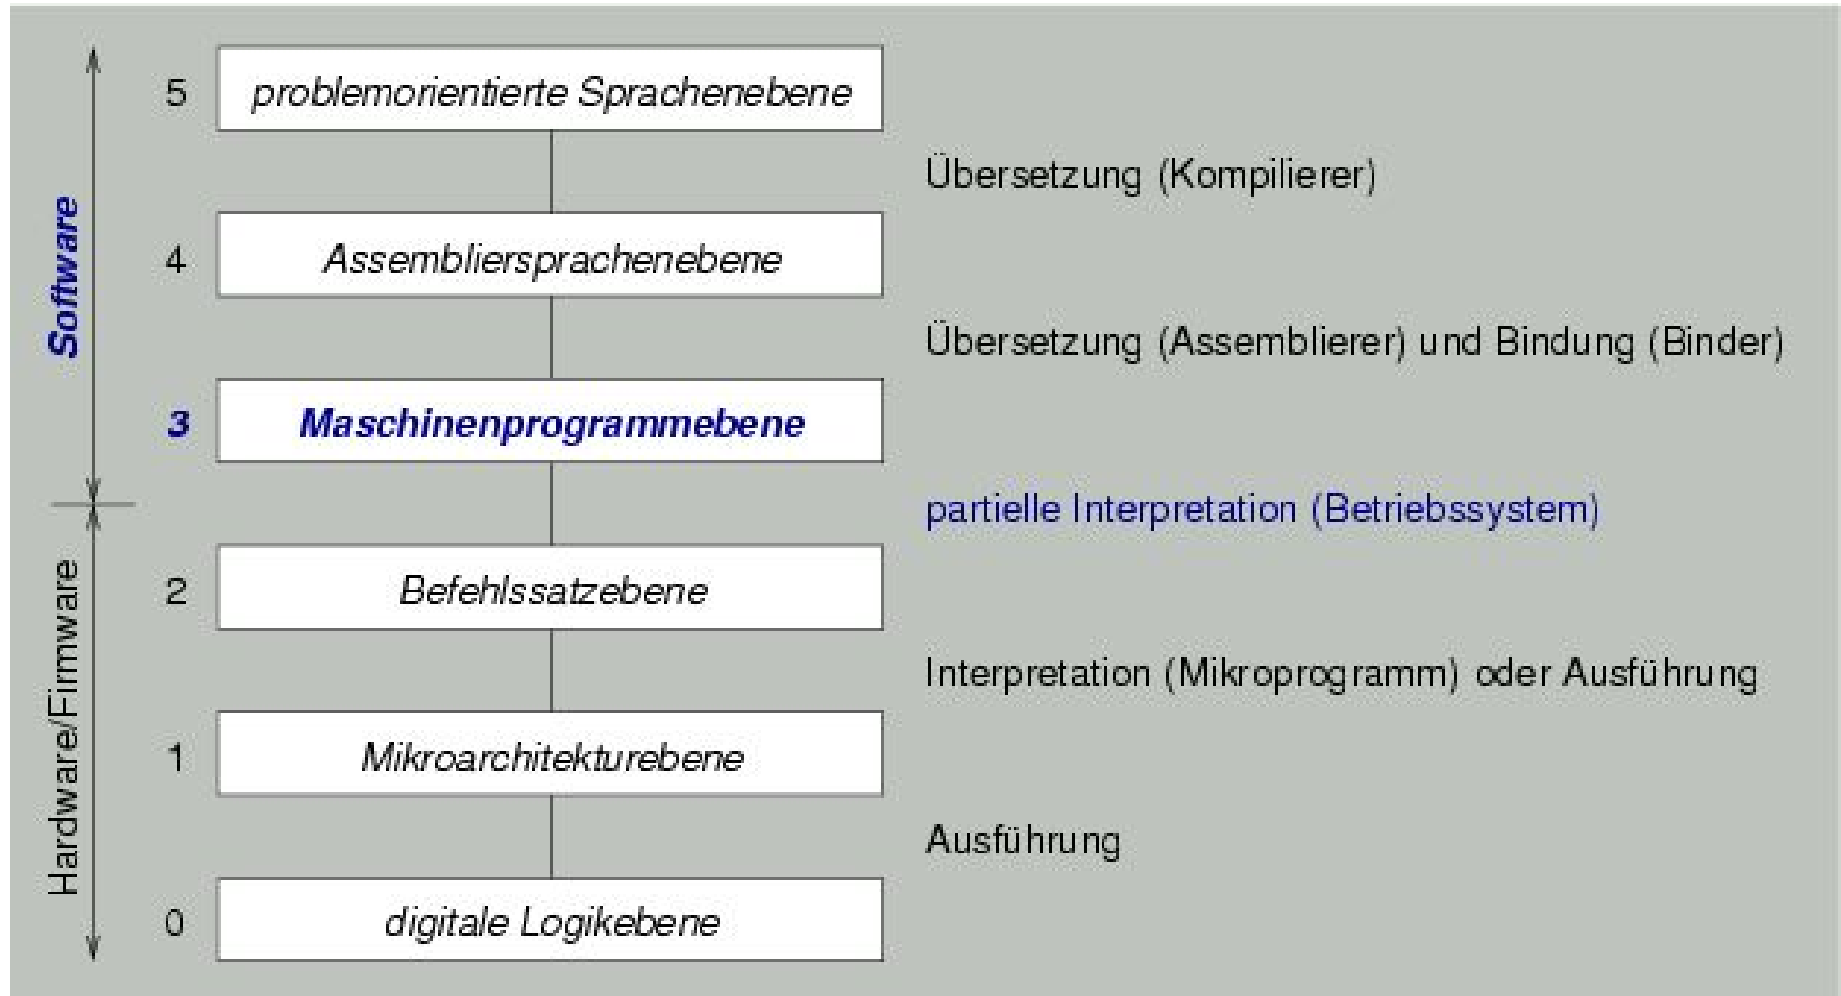 5 problemorientierte Sprachenebene
Übersetzung (Kompilierer)
4 Assembliersprachenebene
Übersetzung (Assemblierer) und Bindung (Binder)
3 Maschinenprogrammebene
partielle Interpretation (Betriebssystem)
2 Befehlssatzebene
Interpretation (Mikroprogramm) oder Ausführung
1 Mikroarchitekturebene
Ausführung
0 digitale Logikebene
Software
Hardware/Firmware